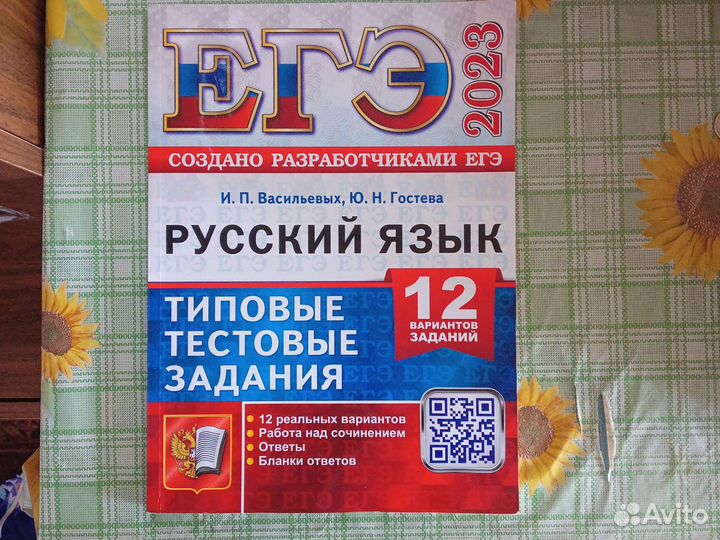 ЕГЭ
2023
СОЗДАНО РАЗРАБОТЧИКАМИ ЕГЭ
И. П. Васильевых, Ю. Н. Гостева
РУССКИЙ ЯЗЫК
ТИПОВЫЕ
ТЕСТОВЫЕ
ЗАДАНИЯ
12
ВАРИАНТОВ
ЗАДАНИЙ
• 12 реальных вариантов
• Работа над сочинением
• Ответы
• Бланки ответов
Avito